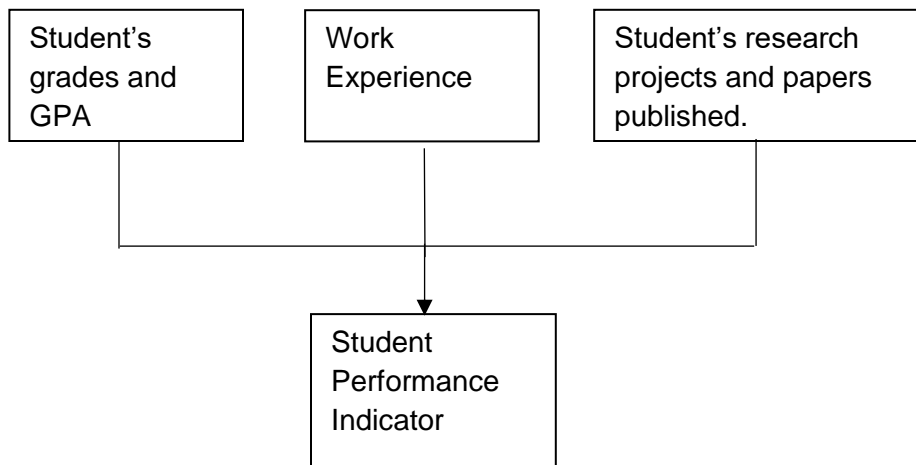 Student’s
grades and
GPA
Work
Experience
Student’s research
projects and papers
published.
Student
Performance
Indicator